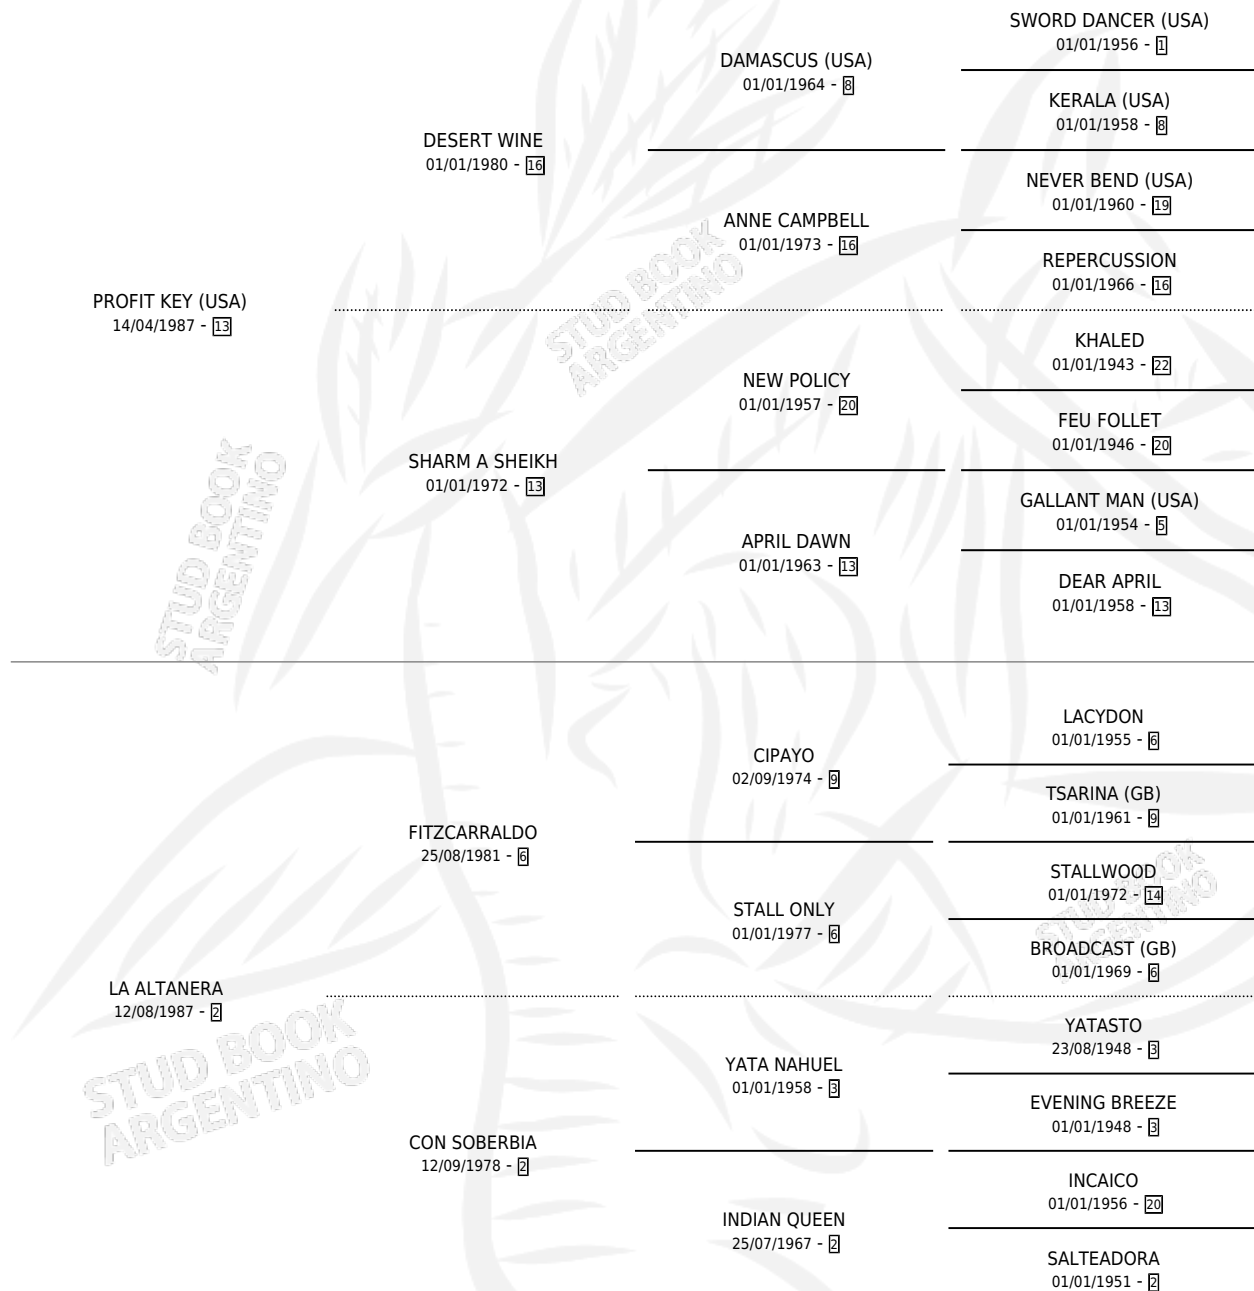 SWORD DANCER (USA)
01/01/1956 - 1
DAMASCUS (USA)
01/01/1964 - 8
KERALA (USA)
01/01/1958 - 8
DESERT WINE
01/01/1980 - 16
NEVER BEND (USA)
01/01/1960 - 19
ANNE CAMPBELL
01/01/1973 - 16
REPERCUSSION
01/01/1966 - 16
PROFIT KEY (USA)
14/04/1987 - 13
KHALED
01/01/1943 - 22
NEW POLICY
01/01/1957 - 20
FEU FOLLET
01/01/1946 - 20
SHARM A SHEIKH
01/01/1972 - 13
GALLANT MAN (USA)
01/01/1954 - 5
APRIL DAWN
01/01/1963 - 13
DEAR APRIL
01/01/1958 - 13
LACYDON
01/01/1955 - 6
CIPAYO
02/09/1974 - 9
TSARINA (GB)
01/01/1961 - 9
FITZCARRALDO
25/08/1981 - 6
STALLWOOD
01/01/1972 - 14
STALL ONLY
01/01/1977 - 6
BROADCAST (GB)
01/01/1969 - 6
LA ALTANERA
12/08/1987 - 2
YATASTO
23/08/1948 - 3
YATA NAHUEL
01/01/1958 - 3
EVENING BREEZE
01/01/1948 - 3
CON SOBERBIA
12/09/1978 - 2
INCAICO
01/01/1956 - 20
INDIAN QUEEN
25/07/1967 - 2
SALTEADORA
01/01/1951 - 2
STUD BOOK
ARGENTINO
STUD BOOK
ARGENTINO
STUD BOOK
ARGENTINO
STUD BOOK
ARGENTINO